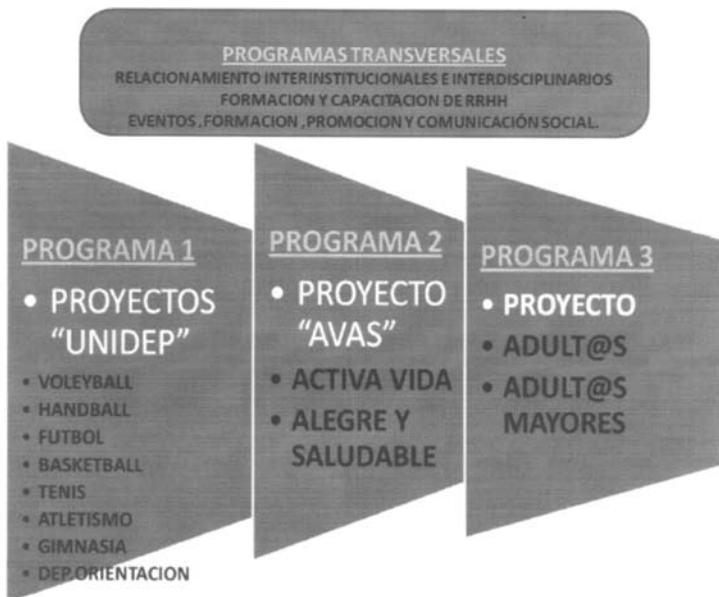 PROGRAMAS TRANSVERSALES
RELACIONAMIENTO INTERINSTITUCIONALES E INTERDISCIPLINARIOS
FORMACION Y CAPACITACION DE RRHH
EVENTOS ,FORMACION ,PROMOCION Y COMUNICACIÓN SOCIAL.
PROGRAMA 1
• PROYECTOS
"UNIDEP"
• VOLEYBALL
• HANDBALL
• FUTBOL
• BASKETBALL
• TENIS
• ATLETISMO
• GIMNASIA
• DEP.ORIENTACION
PROGRAMA 2
• PROYECTO
"AVAS"
• ACTIVA VIDA
• ALEGRE Y
SALUDABLE
PROGRAMA 3
• PROYECTO
• ADULT@S
• ADULT@S
MAYORES